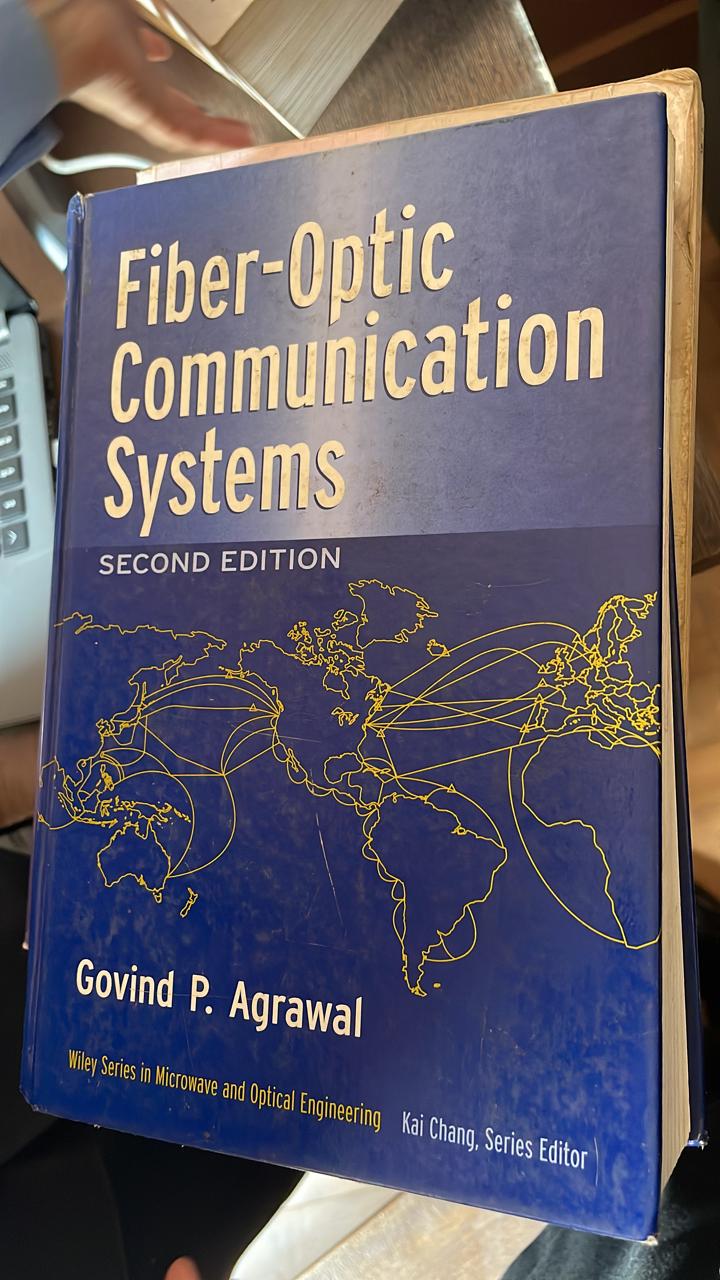 Fiber-Optic
Communication
Systems
SECOND EDITION
Govind P. Agrawal
Wiley Series in Microwave and Optical Engineering
Kai Chang, Series Editor